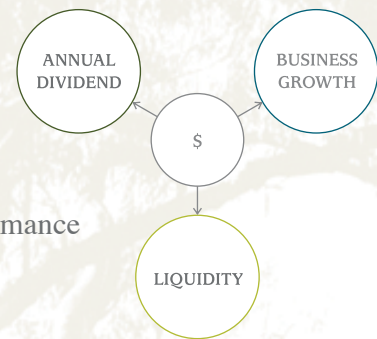 ANNUAL
DIVIDEND
BUSINESS
GROWTH
$
mance
LIQUIDITY